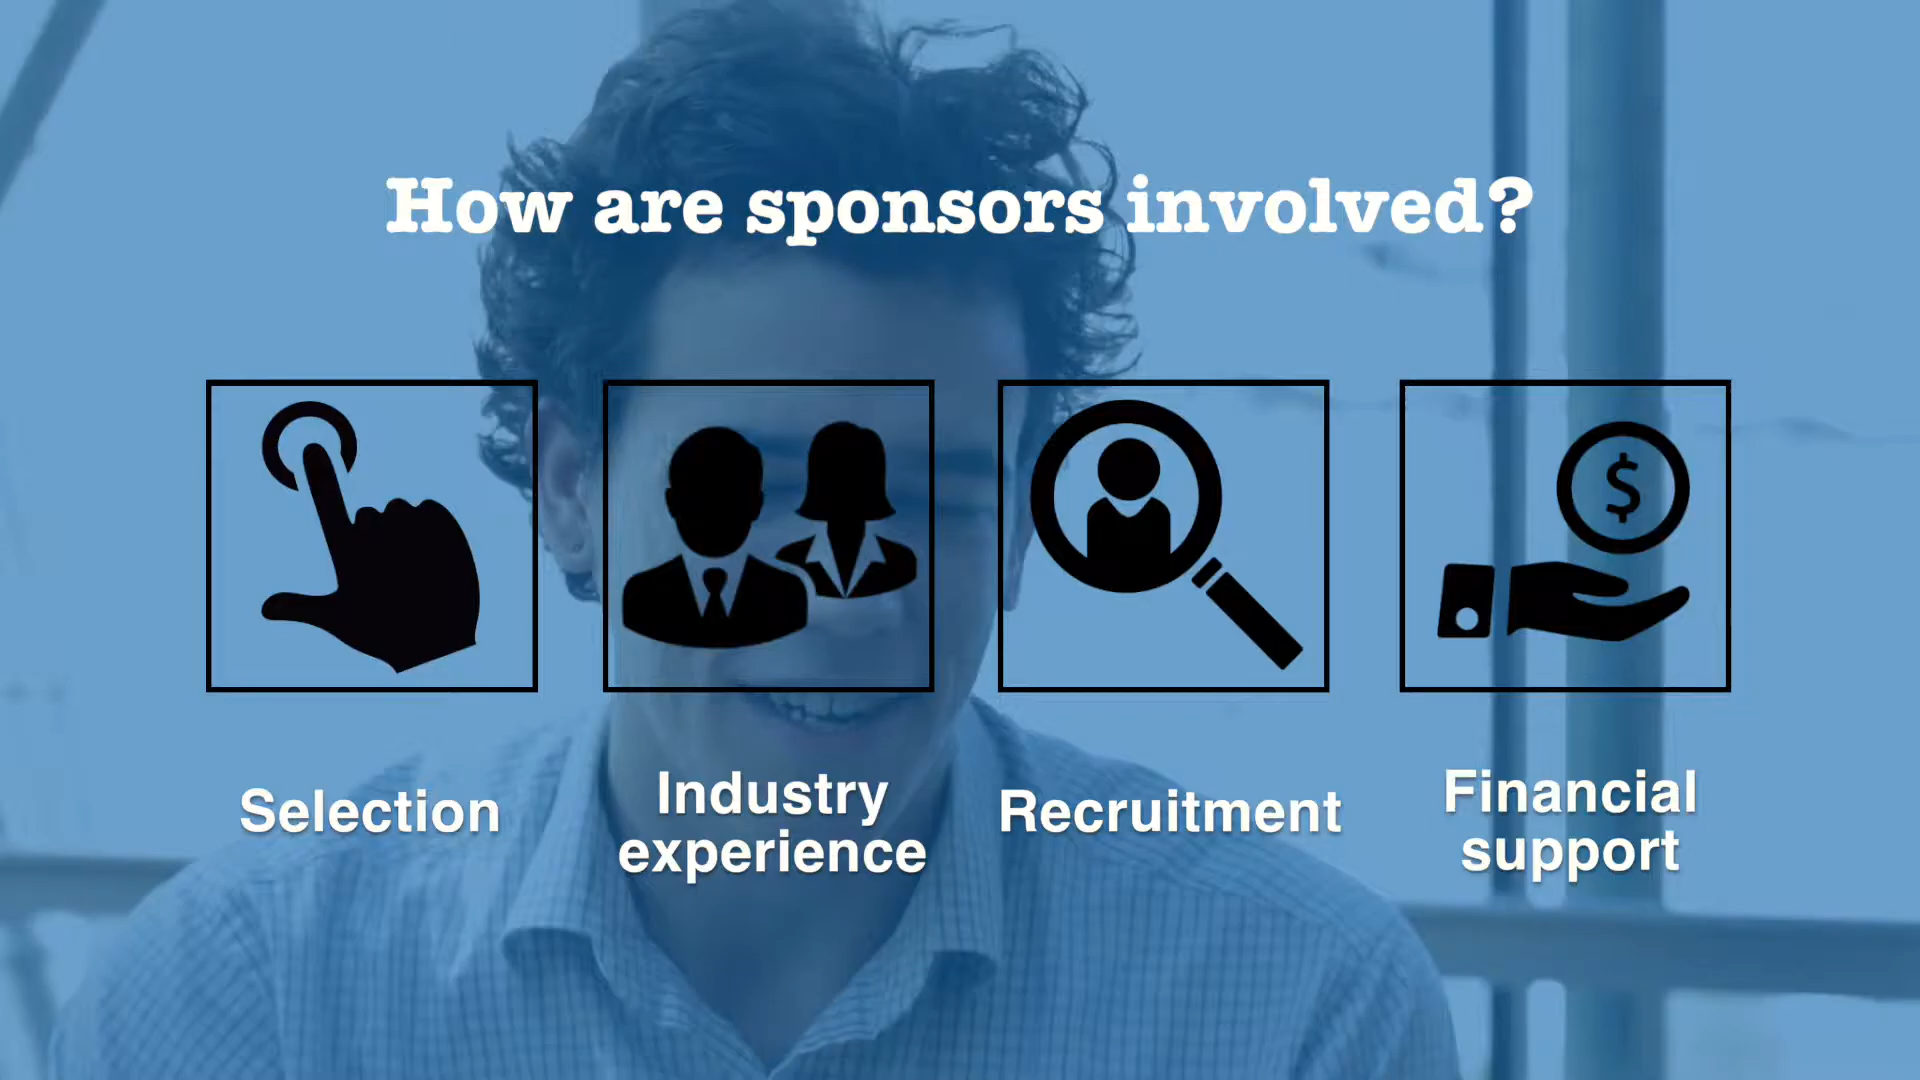 How are sponsors involved?
$
Selection
Industry
experience
Recruitment
Financial
support